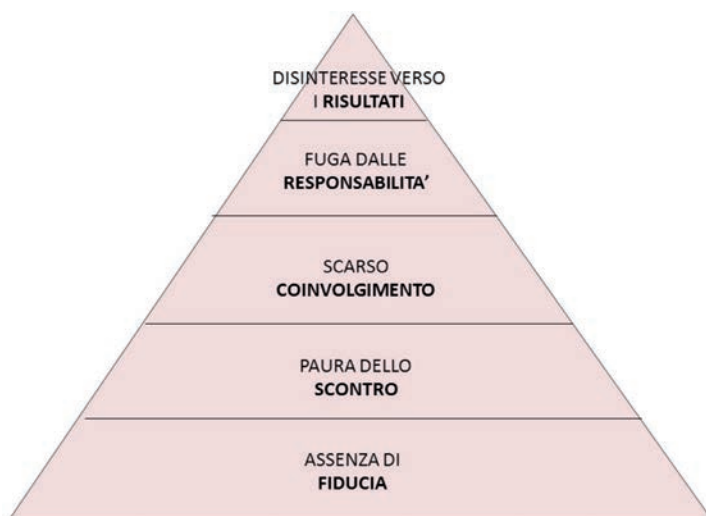 DISINTERESSE VERSO
I RISULTATI
FUGA DALLE
RESPONSABILITA’
SCARSO
COINVOLGIMENTO
PAURA DELLO
SCONTRO
ASSENZA DI
FIDUCIA